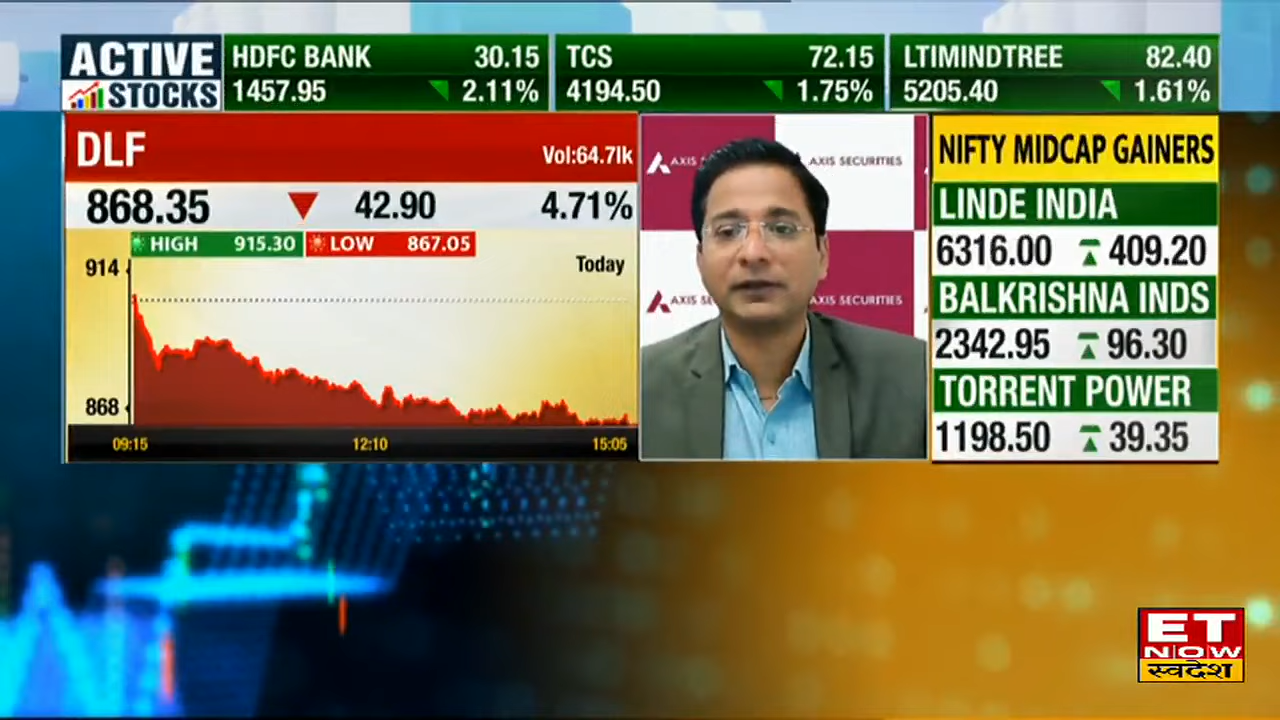 ACTIVE
STOCKS
HDFC BANK 30.15
1457.95 2.11%
TCS 72.15
4194.50 1.75%
LTIMINDTREE 82.40
5205.40 1.61%
DLF
Vol:64.7lk
868.35 42.90 4.71%
HIGH 915.30 LOW 867.05
914
Today
868
09:15 12:10 15:05
AXIS SECURITIES
AXIS SECURITIES
NIFTY MIDCAP GAINERS
LINDE INDIA
6316.00 409.20
BALKRISHNA INDS
2342.95 96.30
TORRENT POWER
1198.50 39.35
ET
NOW
स्वदेश